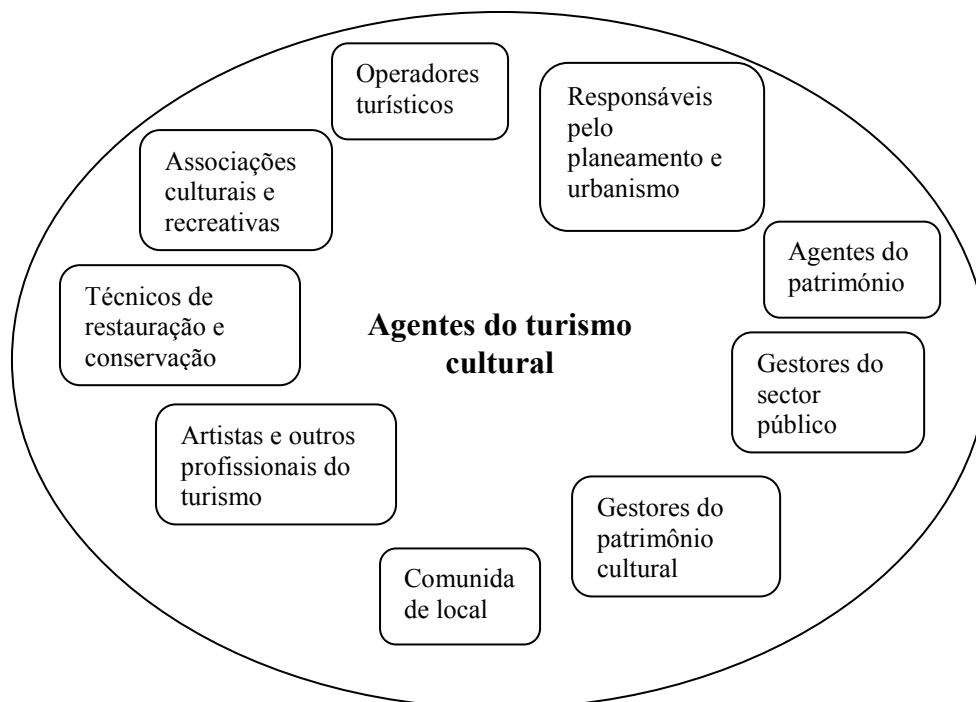 Operadores
turísticos
Responsáveis
pelo
planeamento e
urbanismo
Associações
culturais e
recreativas
Agentes do
património
Técnicos de
restauração e
conservação
Agentes do turismo
cultural
Gestores do
sector
público
Artistas e outros
profissionais do
turismo
Gestores do
patrimônio
cultural
Comunida
de local